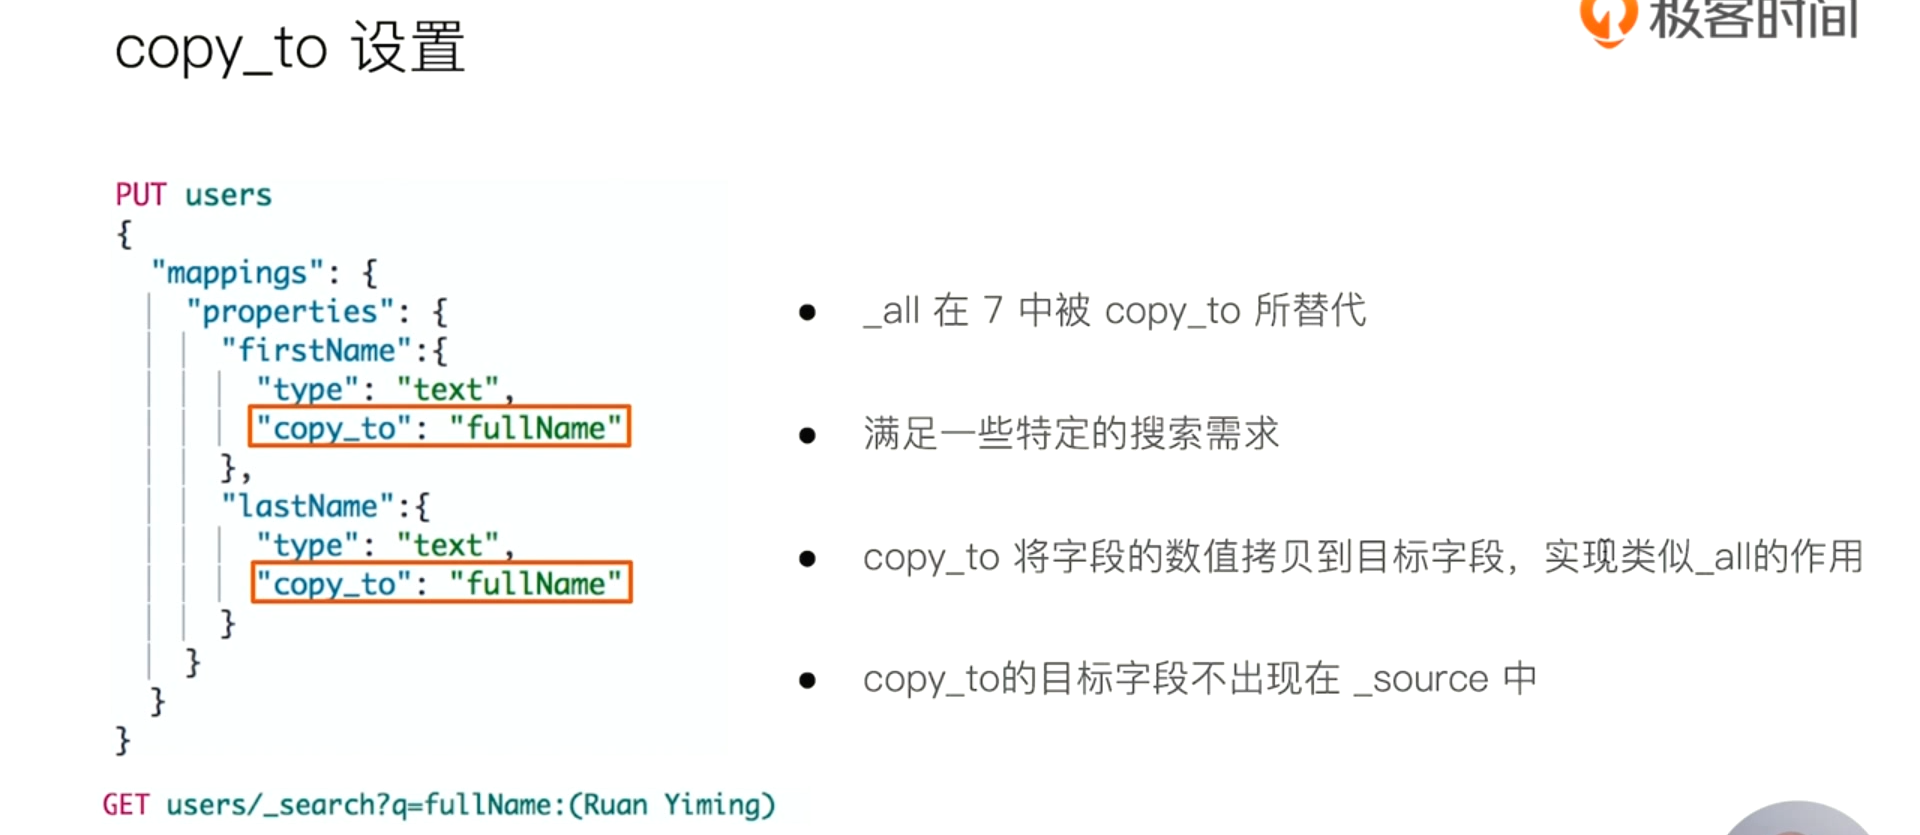 copy_to 设置
极客时间
PUT users
{
"mappings": {
"properties": {
"firstName":{
"type": "text",
"copy_to": "fullName"
},
"lastName":{
"type": "text",
"copy_to": "fullName"
}
}
}
}
GET users/_search?q=fullName:(Ruan Yiming)
● _all 在 7 中被 copy_to 所替代
● 满足一些特定的搜索需求
● copy_to 将字段的数值拷贝到目标字段，实现类似_all的作用
● copy_to的目标字段不出现在 _source 中